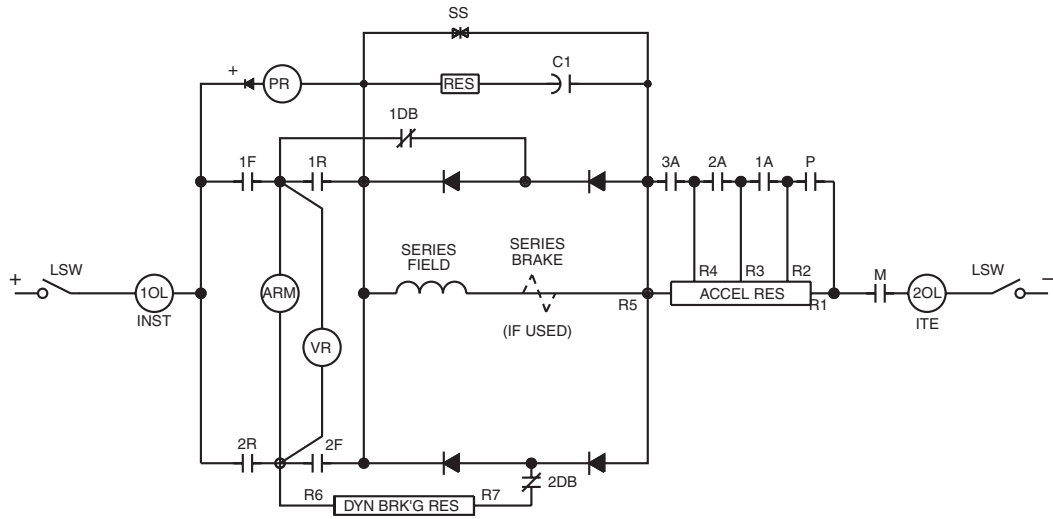 SS
+ PR
RES
C1
1DB
1F
1R
3A 2A 1A P
SERIES
FIELD
SERIES
BRAKE
R4 R3 R2
+ LSW
1OL
INST
ARM
R5
ACCEL RES
R1
M
2OL
ITE
LSW –
(IF USED)
VR
2R
2F
2DB
R6
DYN BRK'G RES
R7